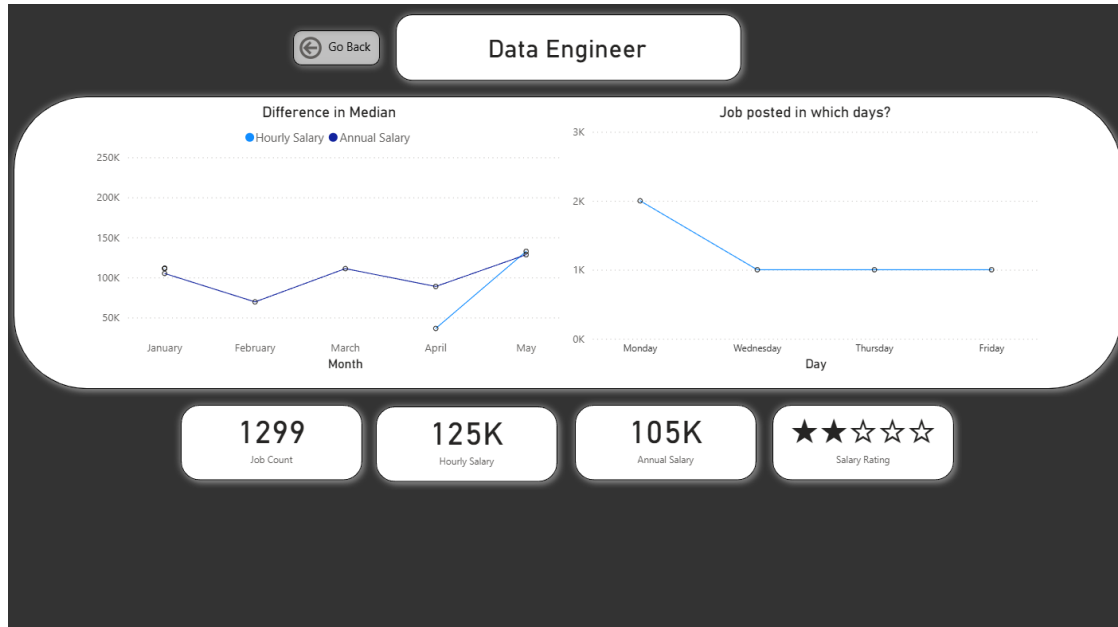 Go Back
Data Engineer
Difference in Median
Hourly Salary Annual Salary
250K
200K
150K
100K
50K
January February March April May
Month
Job posted in which days?
3K
2K
1K
0K
Monday Wednesday Thursday Friday
Day
1299
Job Count
125K
Hourly Salary
105K
Annual Salary
Salary Rating